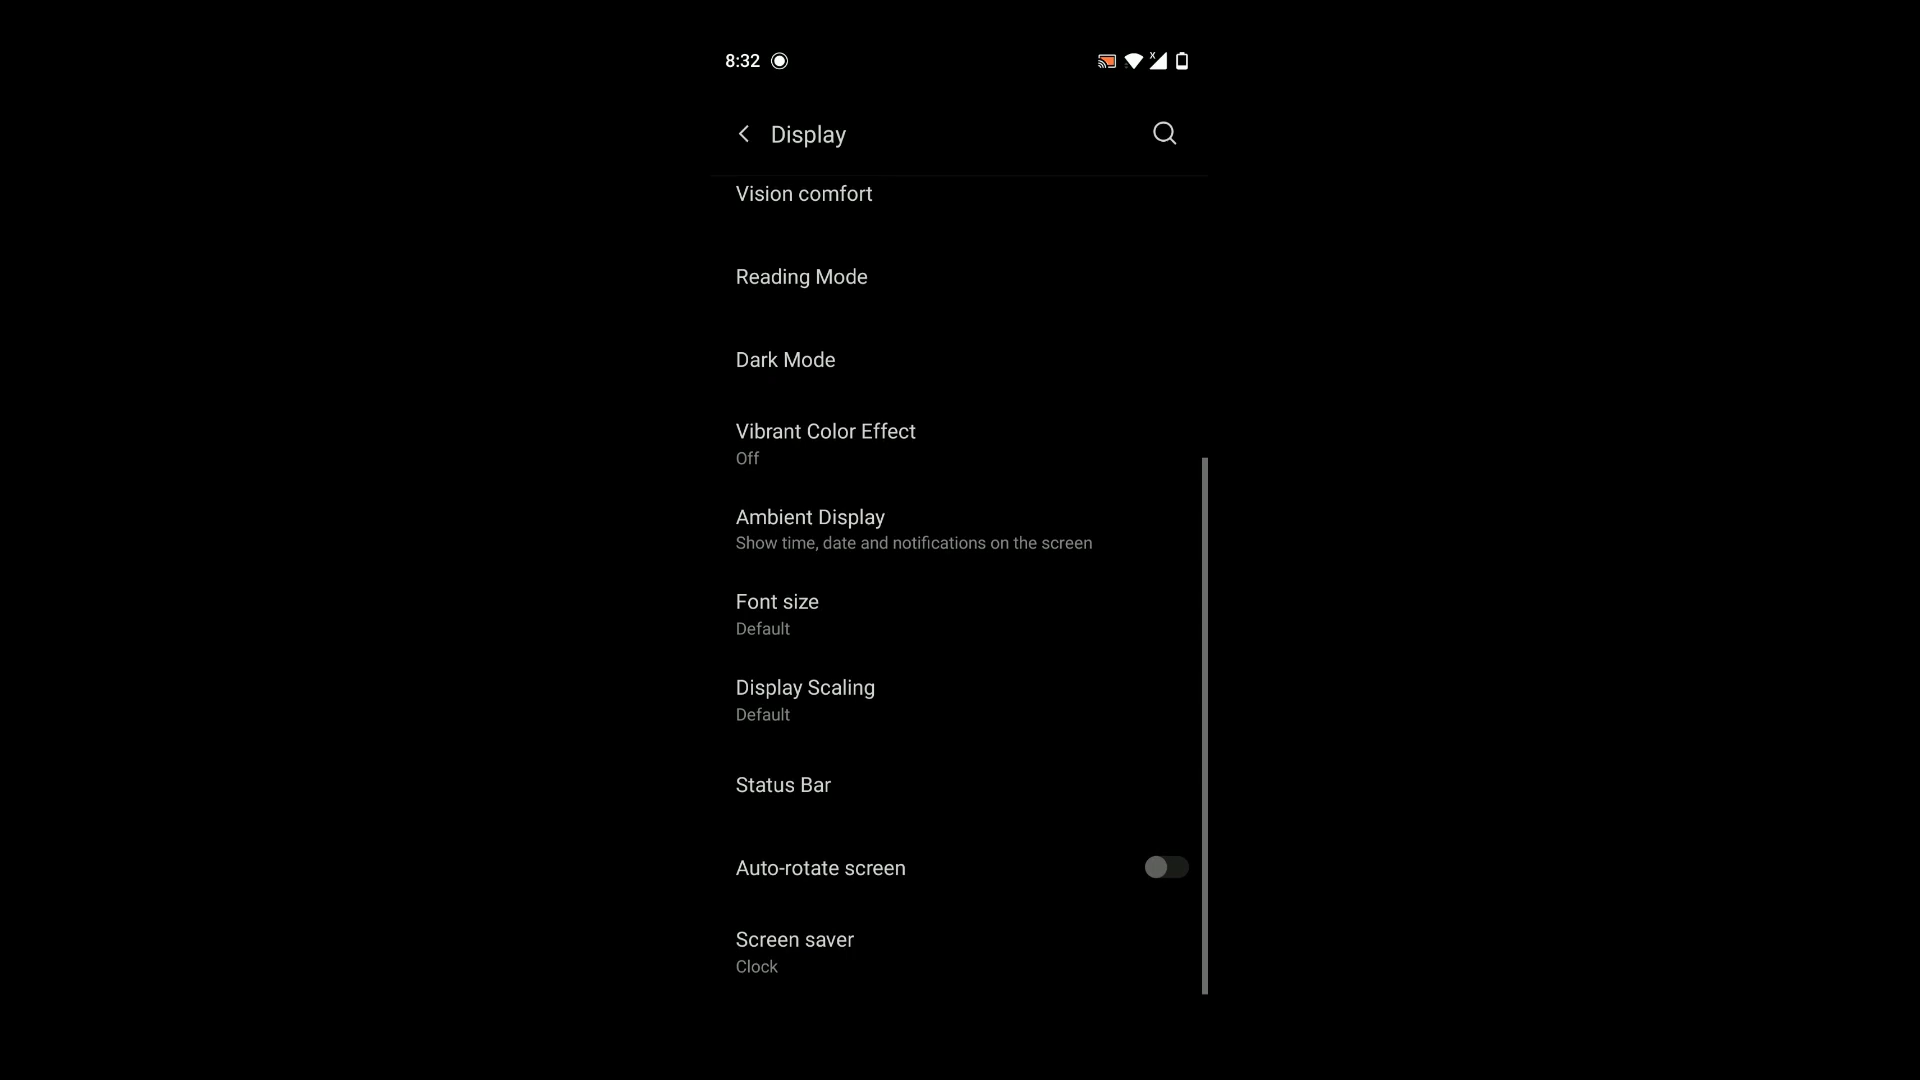 8:32
Display
Vision comfort
Reading Mode
Dark Mode
Vibrant Color Effect
Off
Ambient Display
Show time, date and notifications on the screen
Font size
Default
Display Scaling
Default
Status Bar
Auto-rotate screen
Screen saver
Clock